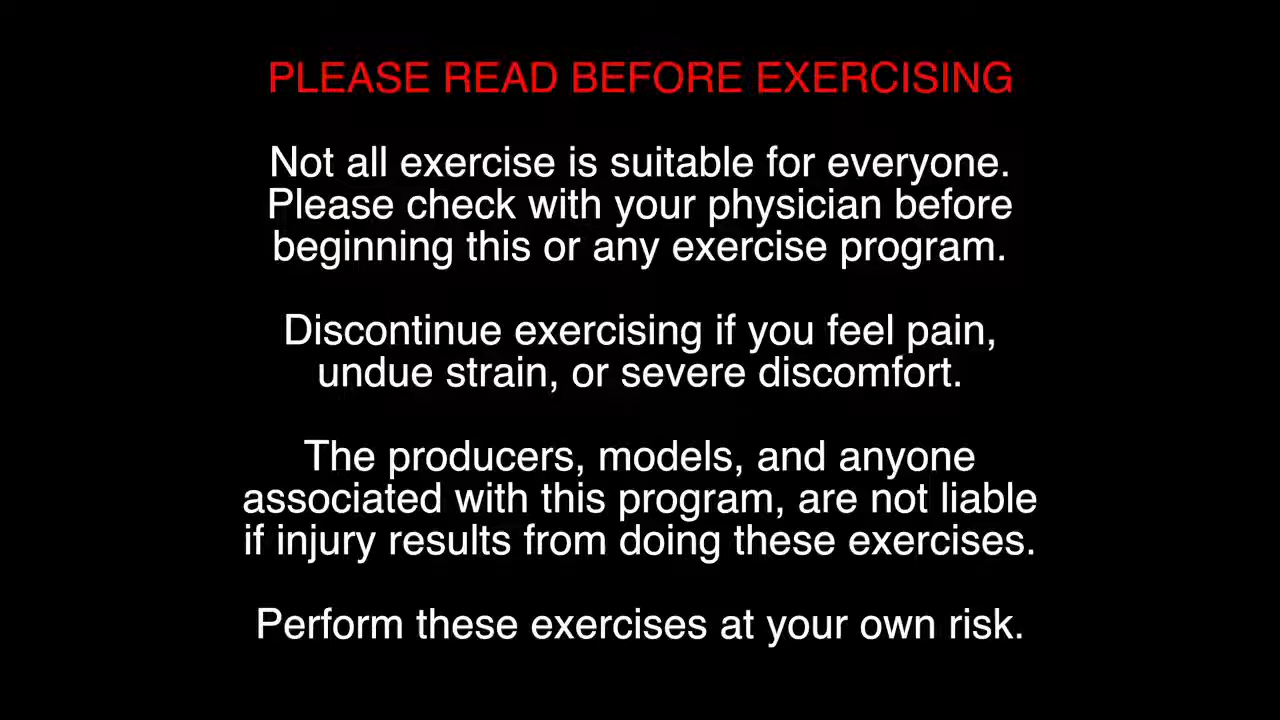 PLEASE READ BEFORE EXERCISING
Not all exercise is suitable for everyone.
Please check with your physician before
beginning this or any exercise program.
Discontinue exercising if you feel pain,
undue strain, or severe discomfort.
The producers, models, and anyone
associated with this program, are not liable
if injury results from doing these exercises.
Perform these exercises at your own risk.